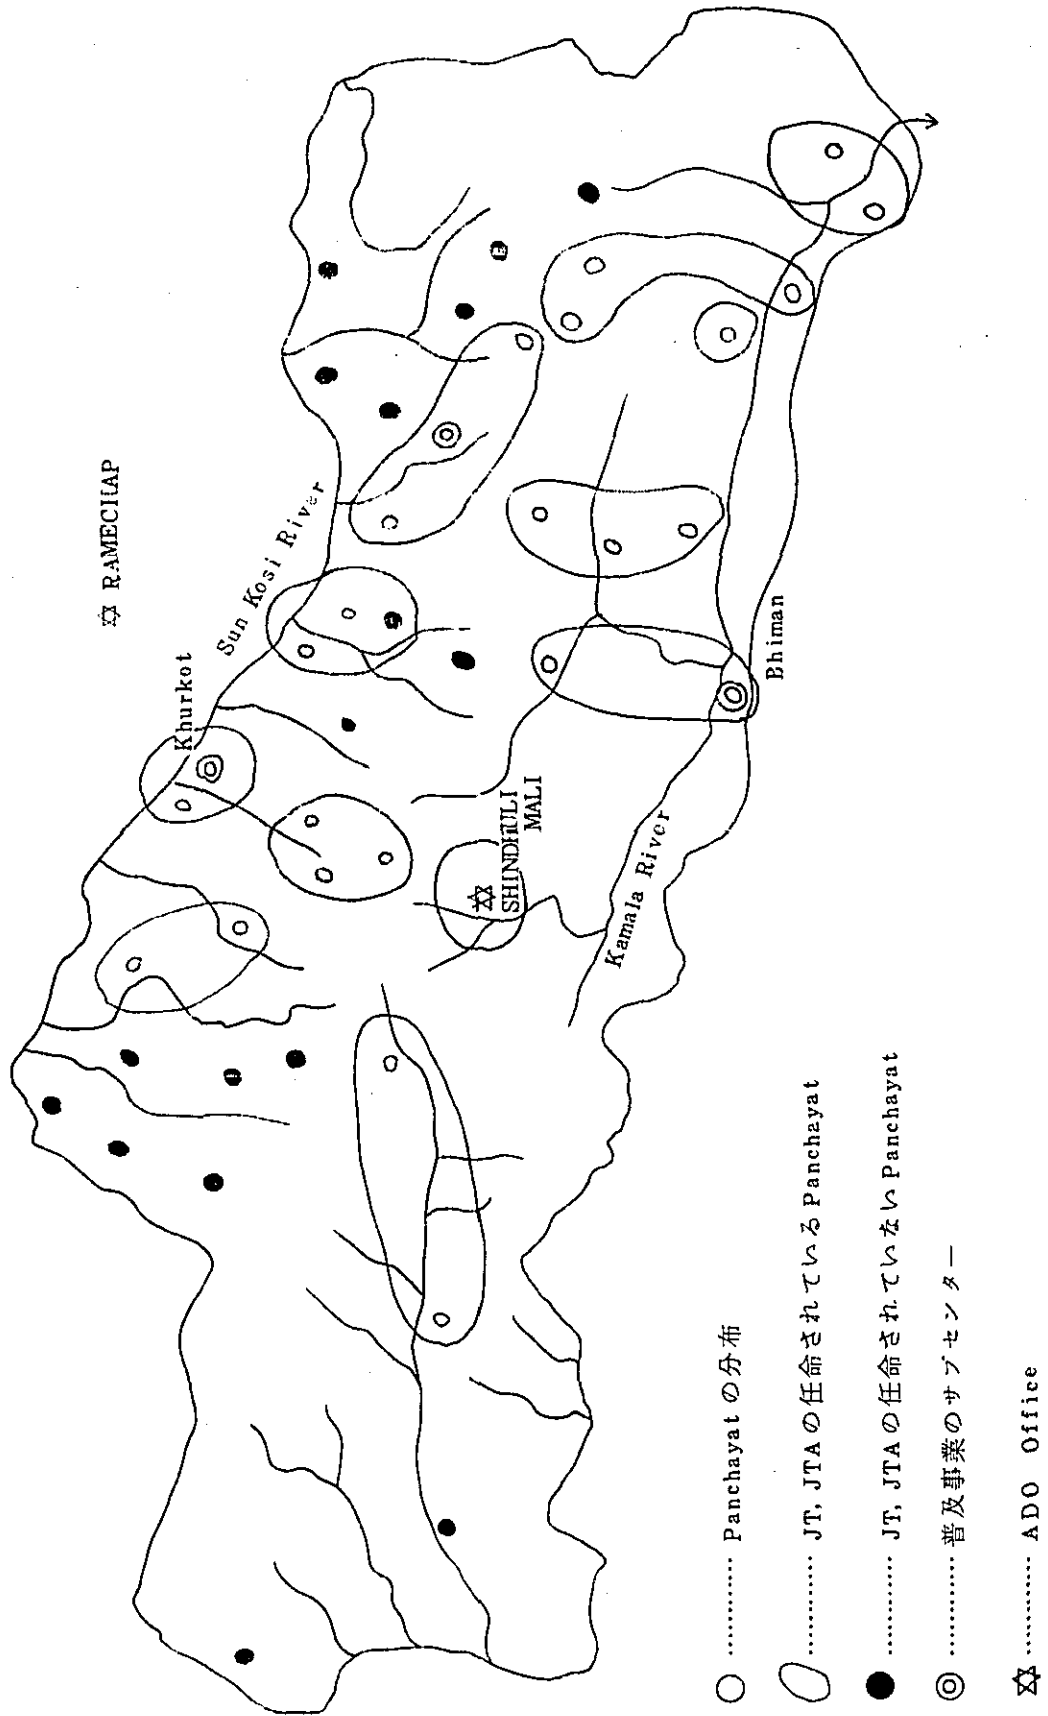 RAMECHAP
Sun Kosi River
Khurkot
SHINDHULI
MALI
Bhiman
Kamala River
○ ………… Panchayat の分布
………… JT, JTAの任命されているPanchayat
● ………… JT, JTAの任命されていないPanchayat
◎ ………… 普及事業のサブセンター
………… ADO Office